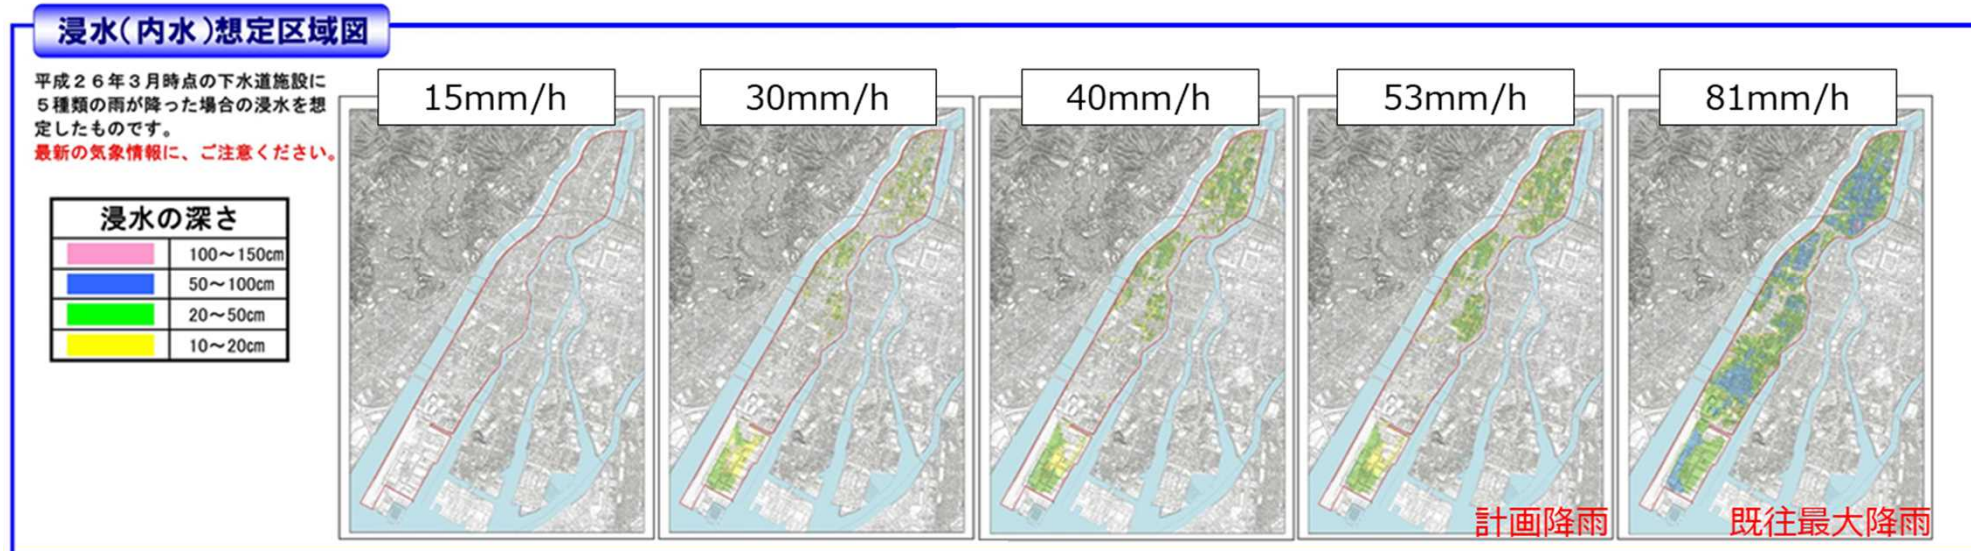 浸水(内水)想定区域図
平成２６年３月時点の下水道施設に
５種類の雨が降った場合の浸水を想
定したものです。
最新の気象情報に、ご注意ください。
浸水の深さ
100～150cm
50～100cm
20～50cm
10～20cm
15mm/h
30mm/h
40mm/h
53mm/h
81mm/h
計画降雨
既往最大降雨